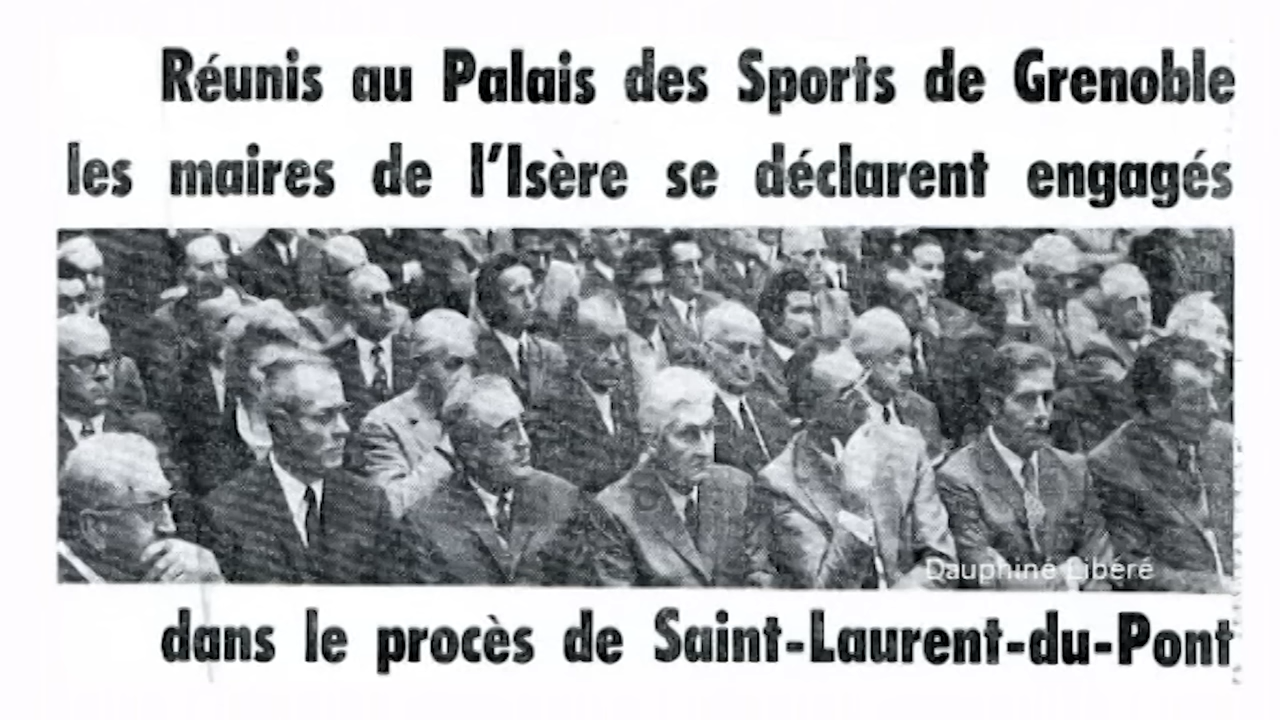 Réunis au Palais des Sports de Grenoble
les maires de l'Isère se déclarent engagés
Dauphiné Libéré
dans le procès de Saint-Laurent-du-Pont